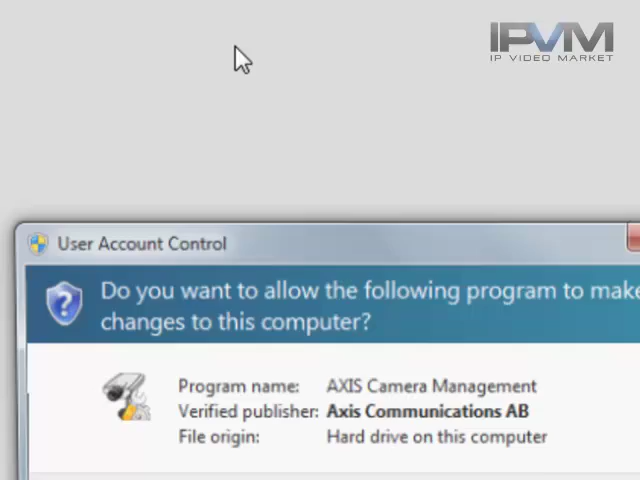 IPVM
IP VIDEO MARKET
User Account Control
Do you want to allow the following program to make
changes to this computer?
Program name: AXIS Camera Management
Verified publisher: Axis Communications AB
File origin: Hard drive on this computer